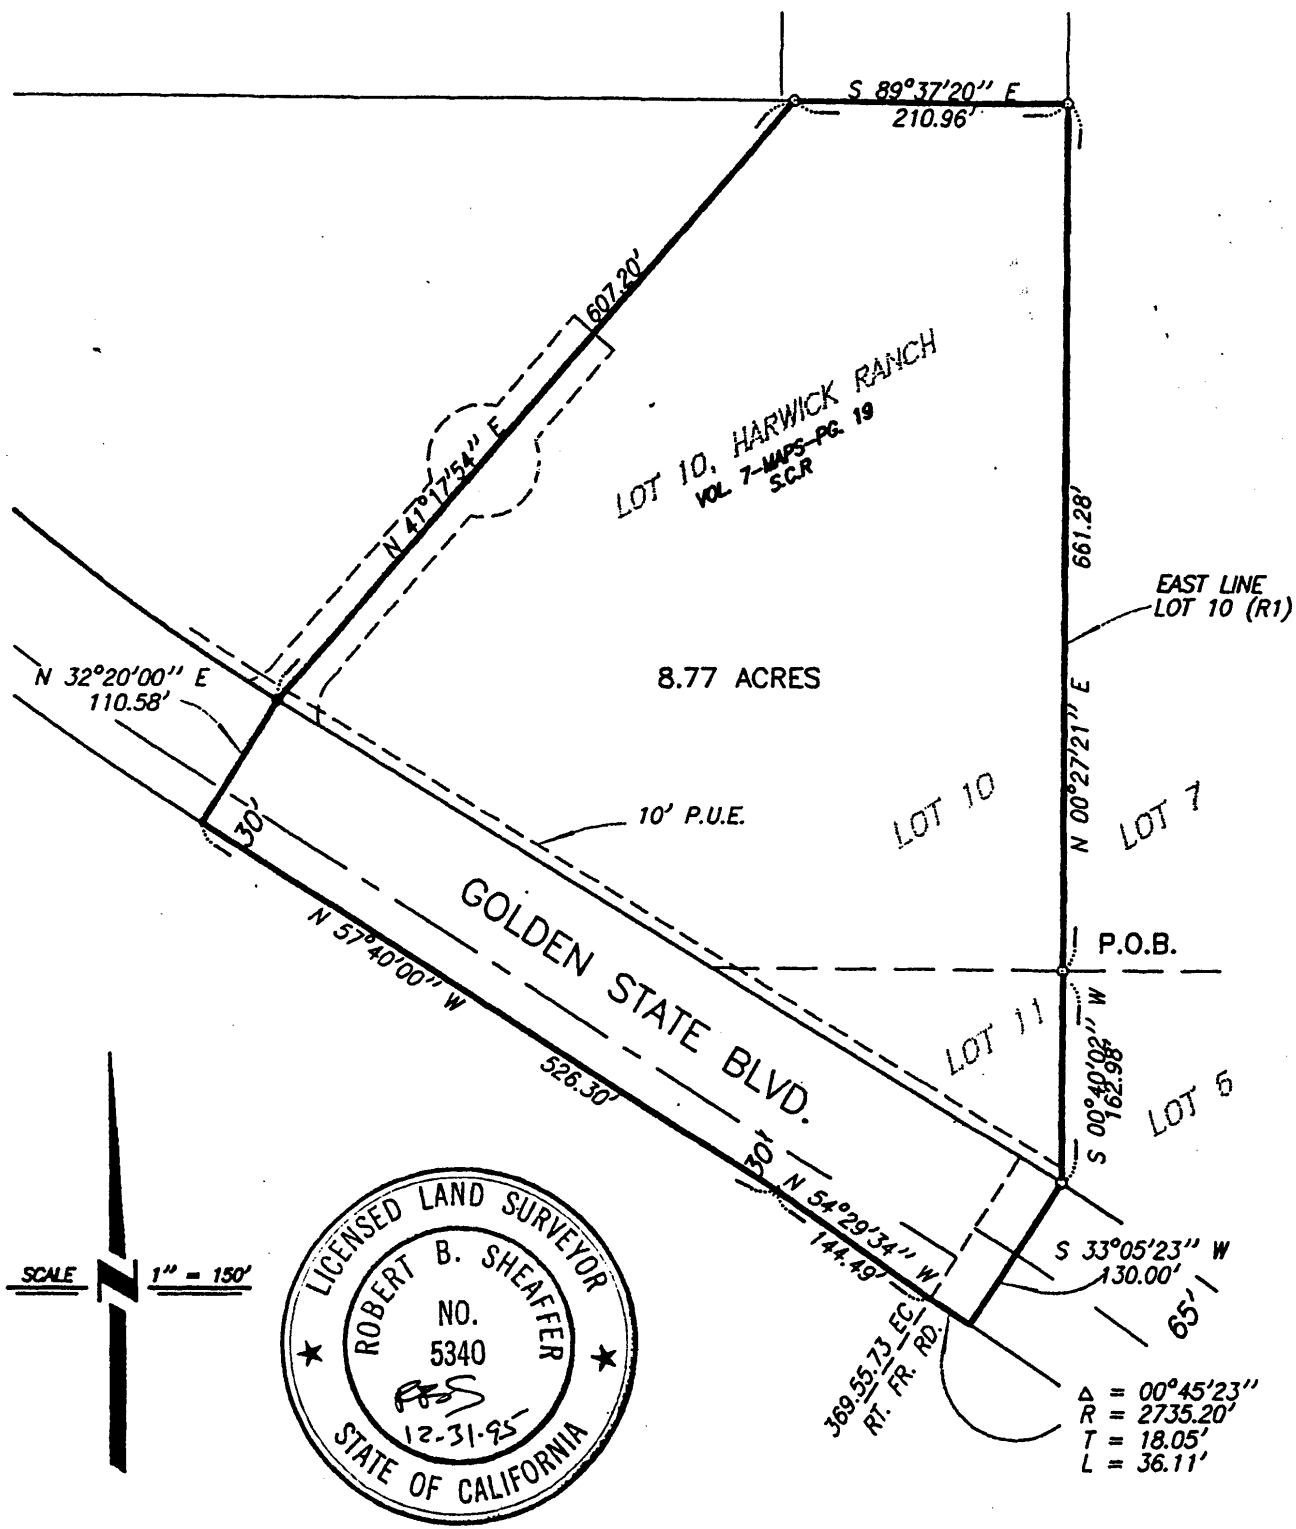 S 89°37'20" E
210.96'
607.20'
N 41°17'54" E
LOT 10, HARWICK RANCH
VOL. 7-MAPS-PG. 19
S.C.R
661.28'
EAST LINE
LOT 10 (R1)
N 32°20'00" E
110.58'
8.77 ACRES
N 00°27'21" E
LOT 10
LOT 7
10' P.U.E.
30'
GOLDEN STATE BLVD.
N 57°40'00" W
526.30'
P.O.B.
LOT 11
S 00°40'02" W
162.98'
LOT 6
30'
N 54°29'34" W
144.49'
S 33°05'23" W
130.00'
65'
369.55.73 EC
RT. FR. RD.
Δ = 00°45'23"
R = 2735.20'
T = 18.05'
L = 36.11'
SCALE 1" = 150'
N
LICENSED LAND SURVEYOR
ROBERT B. SHEAFFER
NO.
5340
12-31-95
STATE OF CALIFORNIA